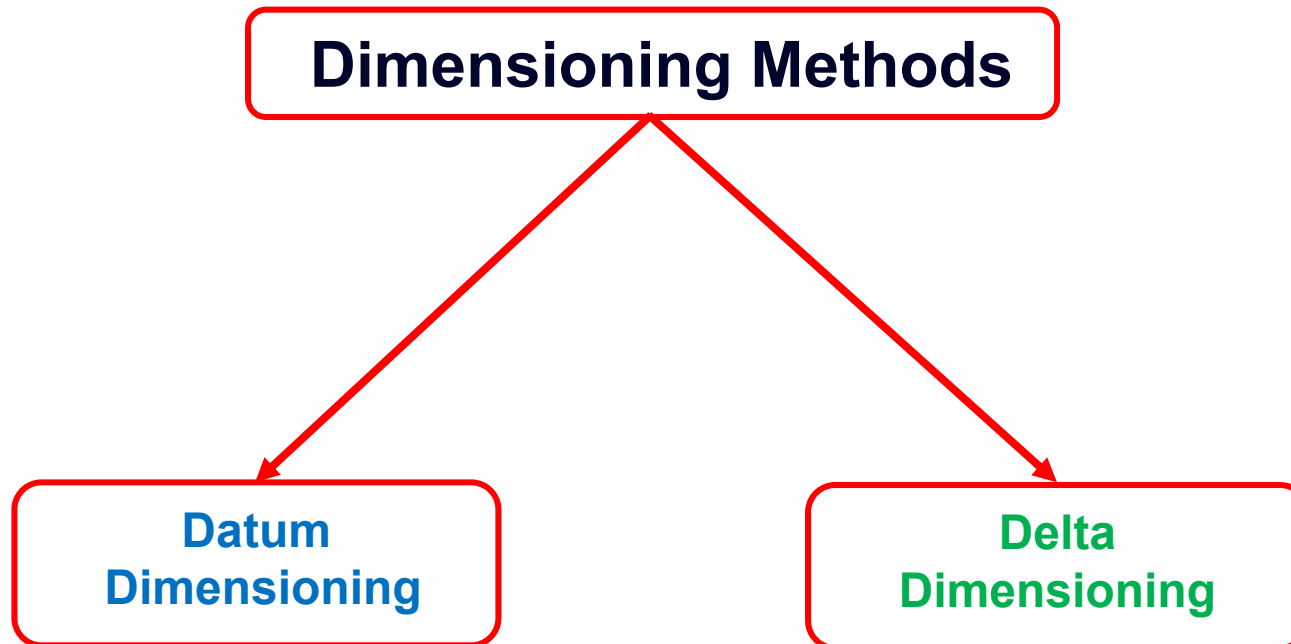 Dimensioning Methods
Datum
Dimensioning
Delta
Dimensioning